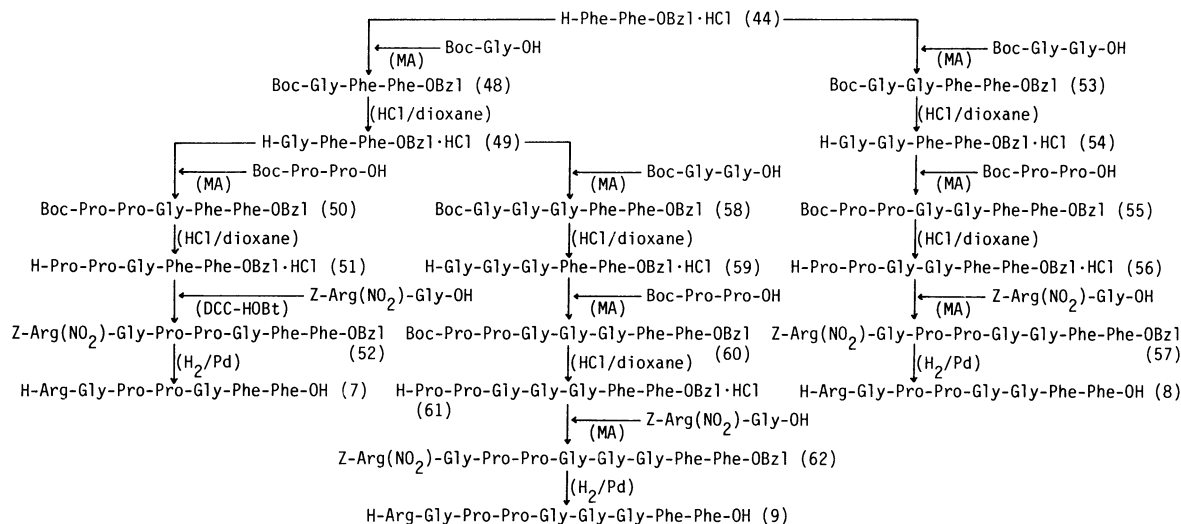 H-Phe-Phe-OBzl·HCl (44)
Boc-Gly-OH
Boc-Gly-Gly-OH
(MA)
(MA)
Boc-Gly-Phe-Phe-OBzl (48)
Boc-Gly-Gly-Phe-Phe-OBzl (53)
(HCl/dioxane)
(HCl/dioxane)
H-Gly-Phe-Phe-OBzl·HCl (49)
H-Gly-Gly-Phe-Phe-OBzl·HCl (54)
Boc-Pro-Pro-OH
Boc-Gly-Gly-OH
Boc-Pro-Pro-OH
(MA)
(MA)
(MA)
Boc-Pro-Pro-Gly-Phe-Phe-OBzl (50)
Boc-Gly-Gly-Gly-Phe-Phe-OBzl (58)
Boc-Pro-Pro-Gly-Gly-Phe-Phe-OBzl (55)
(HCl/dioxane)
(HCl/dioxane)
(HCl/dioxane)
H-Pro-Pro-Gly-Phe-Phe-OBzl·HCl (51)
H-Gly-Gly-Gly-Phe-Phe-OBzl·HCl (59)
H-Pro-Pro-Gly-Gly-Phe-Phe-OBzl·HCl (56)
Z-Arg(NO2)-Gly-OH
Boc-Pro-Pro-OH
Z-Arg(NO2)-Gly-OH
(DCC-HOBt)
(MA)
(MA)
Z-Arg(NO2)-Gly-Pro-Pro-Gly-Phe-Phe-OBzl
(52)
Boc-Pro-Pro-Gly-Gly-Gly-Phe-Phe-OBzl
(60)
Z-Arg(NO2)-Gly-Pro-Pro-Gly-Gly-Phe-Phe-OBzl
(57)
(H2/Pd)
(HCl/dioxane)
(H2/Pd)
H-Arg-Gly-Pro-Pro-Gly-Phe-Phe-OH (7)
H-Pro-Pro-Gly-Gly-Gly-Phe-Phe-OBzl·HCl
(61)
H-Arg-Gly-Pro-Pro-Gly-Gly-Phe-Phe-OH (8)
Z-Arg(NO2)-Gly-OH
(MA)
Z-Arg(NO2)-Gly-Pro-Pro-Gly-Gly-Gly-Phe-Phe-OBzl (62)
(H2/Pd)
H-Arg-Gly-Pro-Pro-Gly-Gly-Gly-Phe-Phe-OH (9)